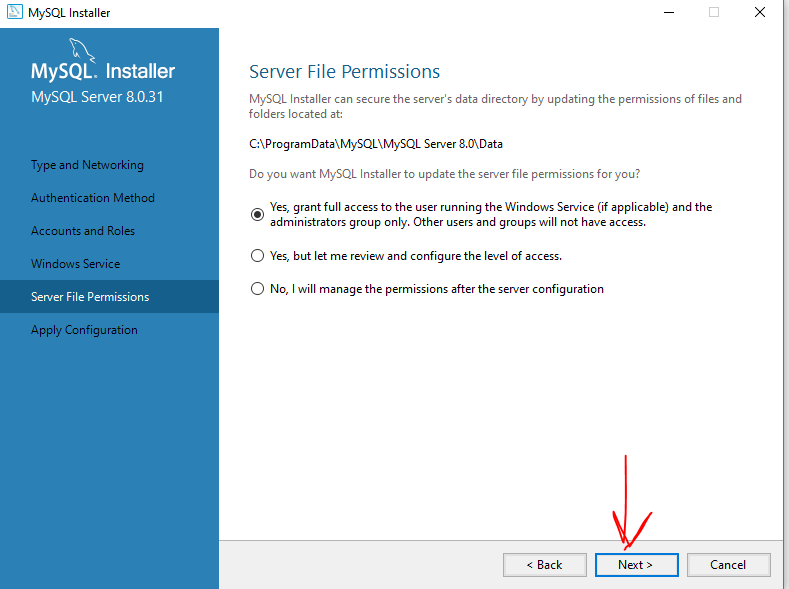 MySQL Installer
MySQL. Installer
MySQL Server 8.0.31
Type and Networking
Authentication Method
Accounts and Roles
Windows Service
Server File Permissions
Apply Configuration
Server File Permissions
MySQL Installer can secure the server's data directory by updating the permissions of files and
folders located at:
C:\ProgramData\MySQL\MySQL Server 8.0\Data
Do you want MySQL Installer to update the server file permissions for you?
Yes, grant full access to the user running the Windows Service (if applicable) and the
administrators group only. Other users and groups will not have access.
Yes, but let me review and configure the level of access.
No, I will manage the permissions after the server configuration
< Back
Next >
Cancel